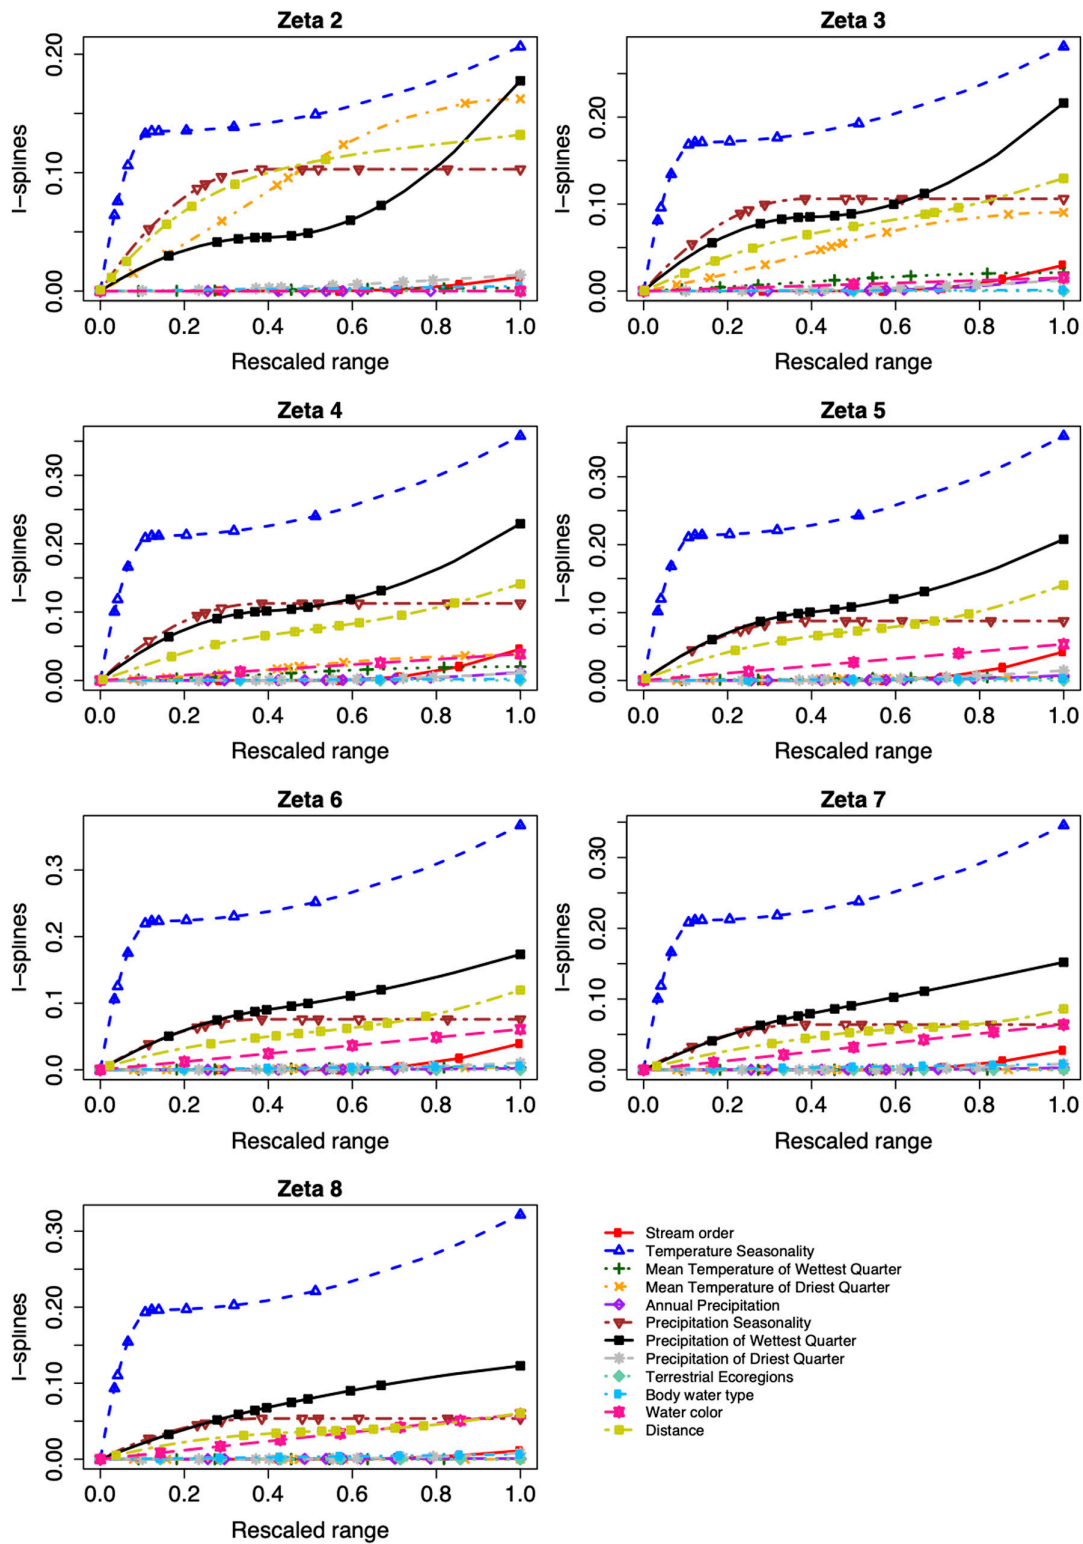 Zeta 2
I-splines
0.00 0.10 0.20
0.0 0.2 0.4 0.6 0.8 1.0
Rescaled range
Zeta 3
I-splines
0.00 0.10 0.20
0.0 0.2 0.4 0.6 0.8 1.0
Rescaled range
Zeta 4
I-splines
0.00 0.10 0.20 0.30
0.0 0.2 0.4 0.6 0.8 1.0
Rescaled range
Zeta 5
I-splines
0.00 0.10 0.20 0.30
0.0 0.2 0.4 0.6 0.8 1.0
Rescaled range
Zeta 6
I-splines
0.0 0.1 0.2 0.3
0.0 0.2 0.4 0.6 0.8 1.0
Rescaled range
Zeta 7
I-splines
0.00 0.10 0.20 0.30
0.0 0.2 0.4 0.6 0.8 1.0
Rescaled range
Zeta 8
I-splines
0.00 0.10 0.20 0.30
0.0 0.2 0.4 0.6 0.8 1.0
Rescaled range
Stream order
Temperature Seasonality
Mean Temperature of Wettest Quarter
Mean Temperature of Driest Quarter
Annual Precipitation
Precipitation Seasonality
Precipitation of Wettest Quarter
Precipitation of Driest Quarter
Terrestrial Ecoregions
Body water type
Water color
Distance